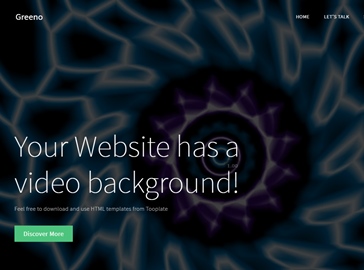 Greeno
HOME LET'S TALK
Your Website has a
video background!
Feel free to download and use HTML templates from Tooplate
Discover More